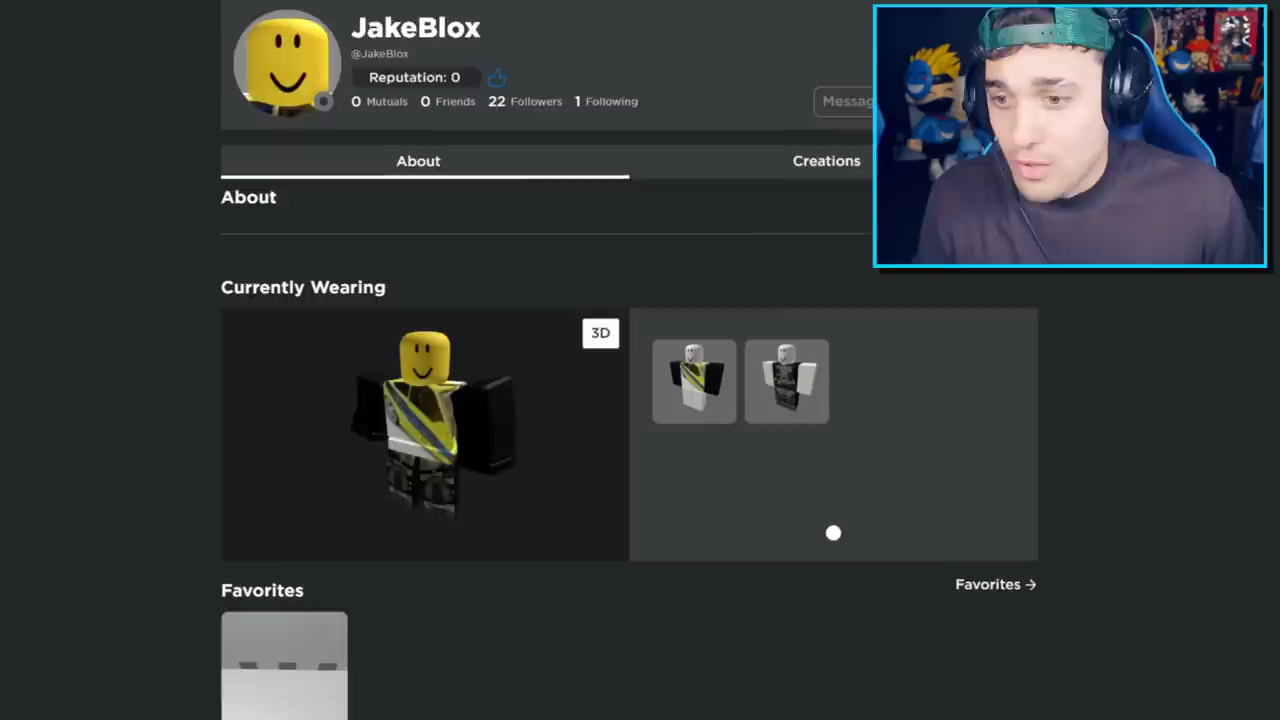 JakeBlox
@JakeBlox
Reputation: 0
0 Mutuals 0 Friends 22 Followers 1 Following
About Creations
About
Currently Wearing
3D
Favorites
Favorites →